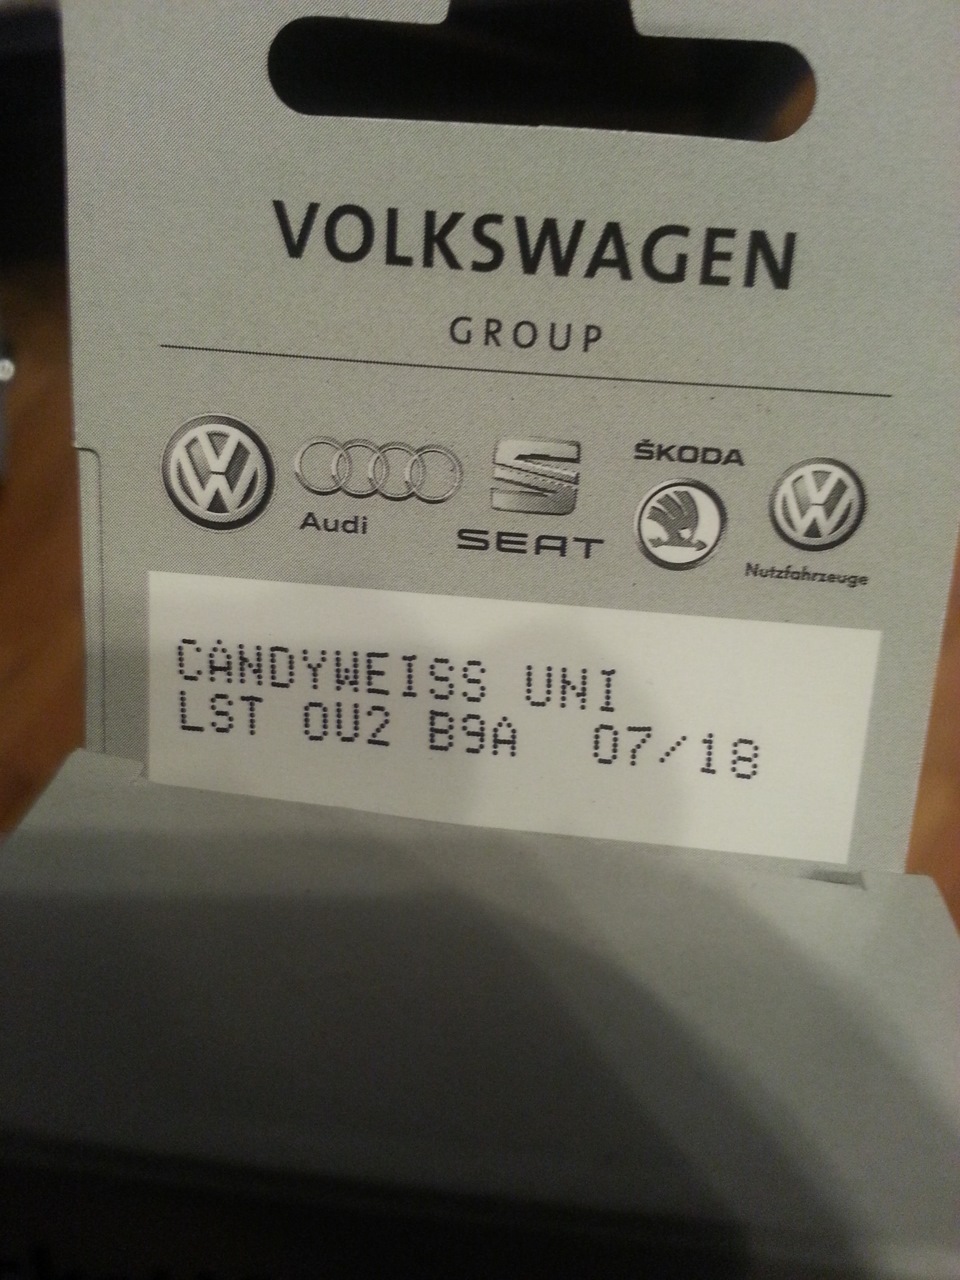 VOLKSWAGEN
GROUP
Audi
SEAT
ŠKODA
Nutzfahrzeuge
CANDYWEISS UNI
LST 0U2 B9A 07/18